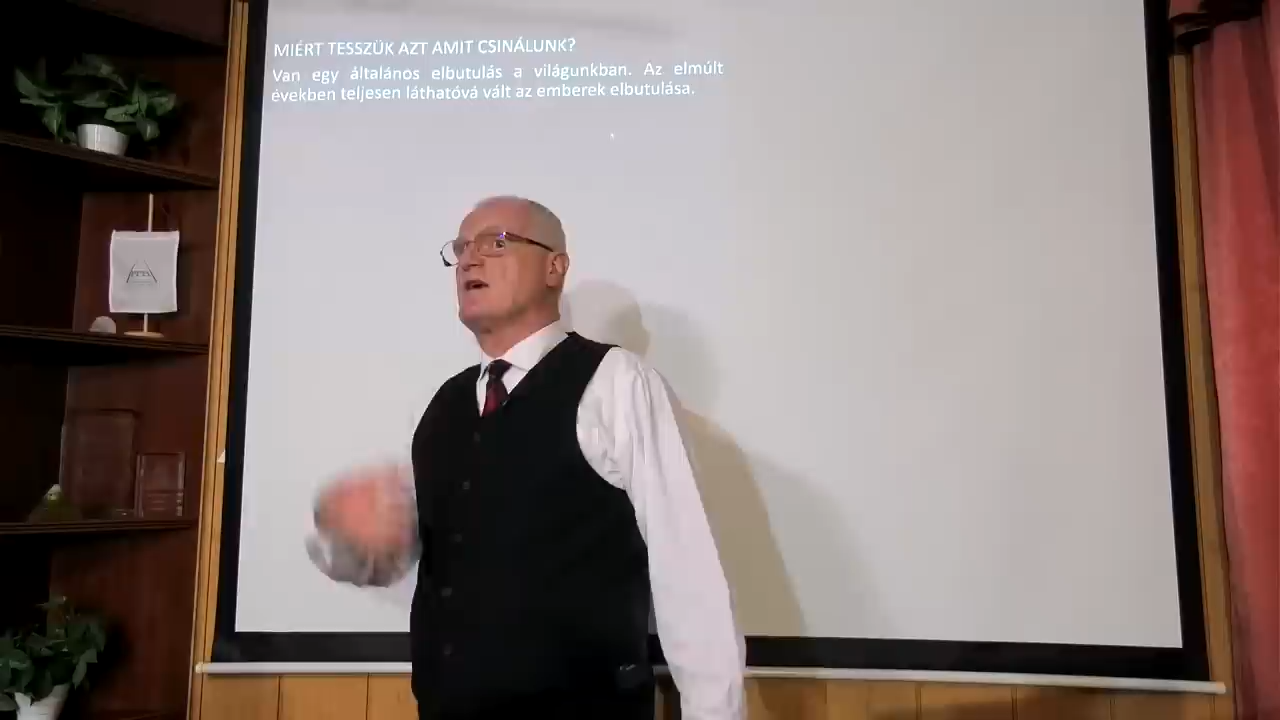 MIÉRT TESSZÜK AZT AMIT CSINÁLUNK?
Van egy általános elbutulás a világunkban. Az elmúlt
években teljesen láthatóvá vált az emberek elbutulása.